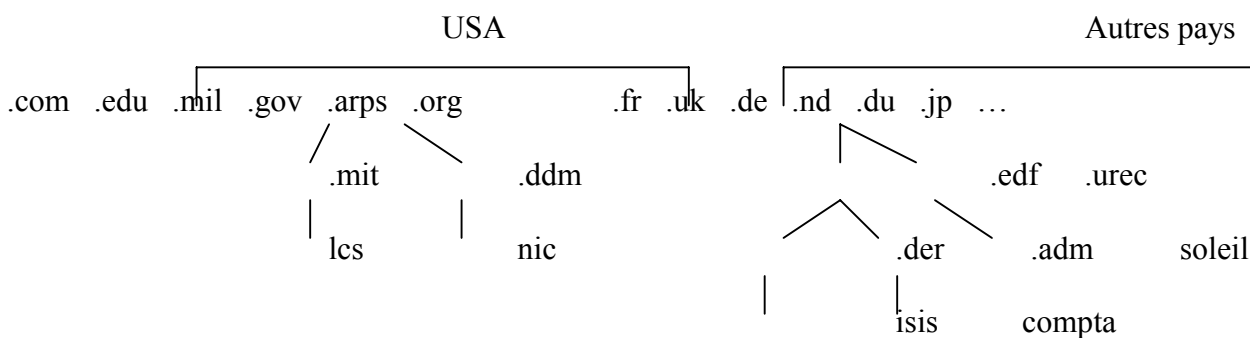 USA Autres pays
.com .edu .mil .gov .arps .org .fr .uk .de .nd .du .jp …
.mit .ddm .edf .urec
lcs nic .der .adm soleil
isis compta